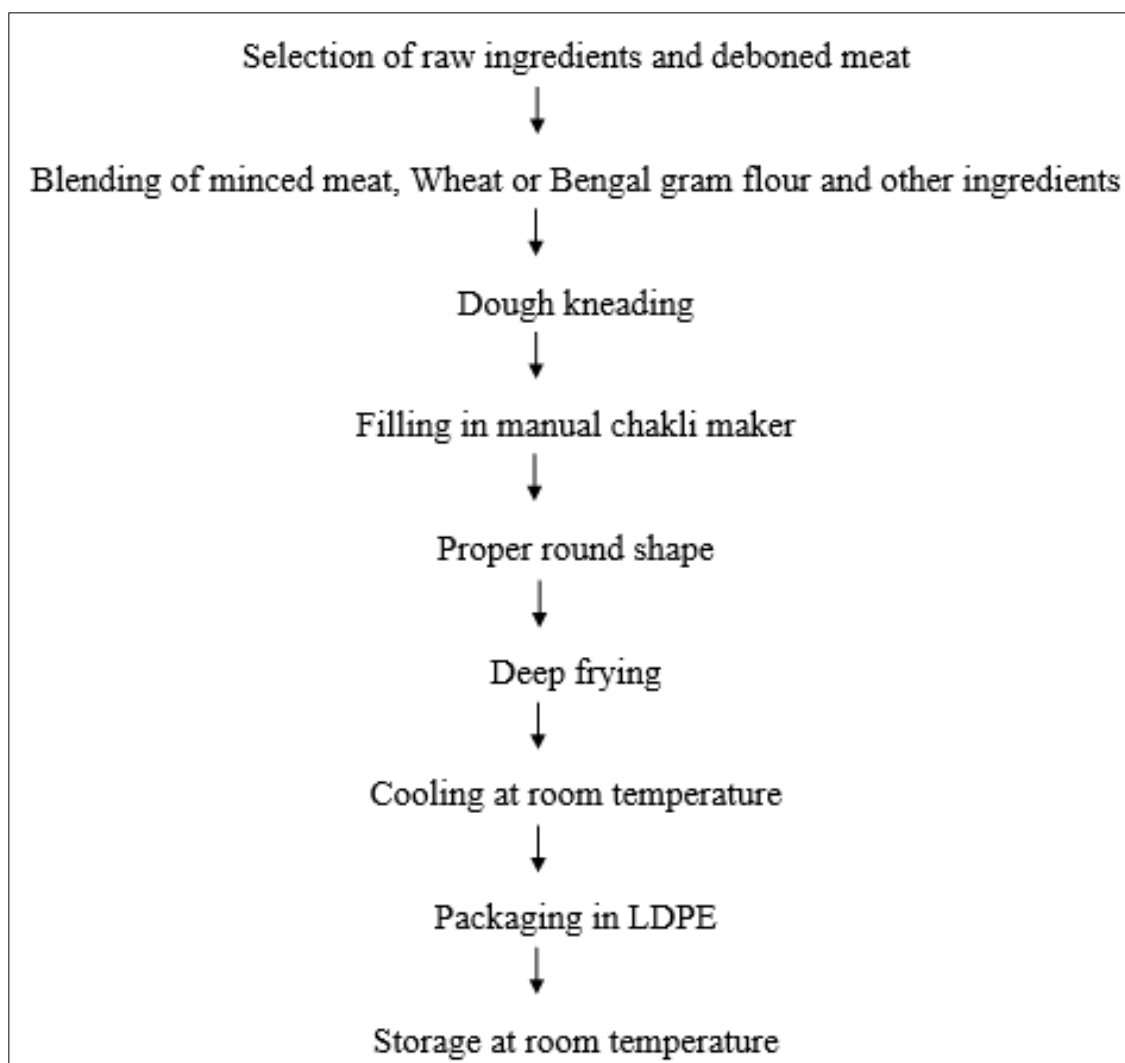 Selection of raw ingredients and deboned meat
Blending of minced meat, Wheat or Bengal gram flour and other ingredients
Dough kneading
Filling in manual chakli maker
Proper round shape
Deep frying
Cooling at room temperature
Packaging in LDPE
Storage at room temperature